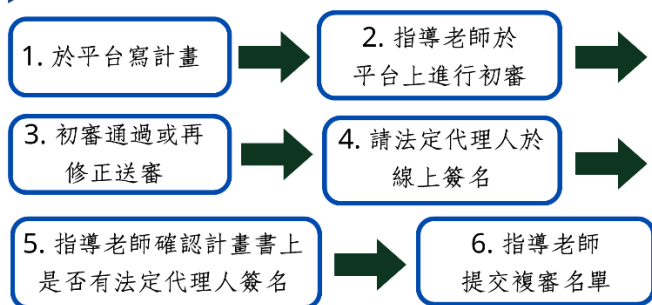 1. 於平台寫計畫
2. 指導老師於
平台上進行初審
3. 初審通過或再
修正送審
4. 請法定代理人於
線上簽名
5. 指導老師確認計畫書上
是否有法定代理人簽名
6. 指導老師
提交複審名單